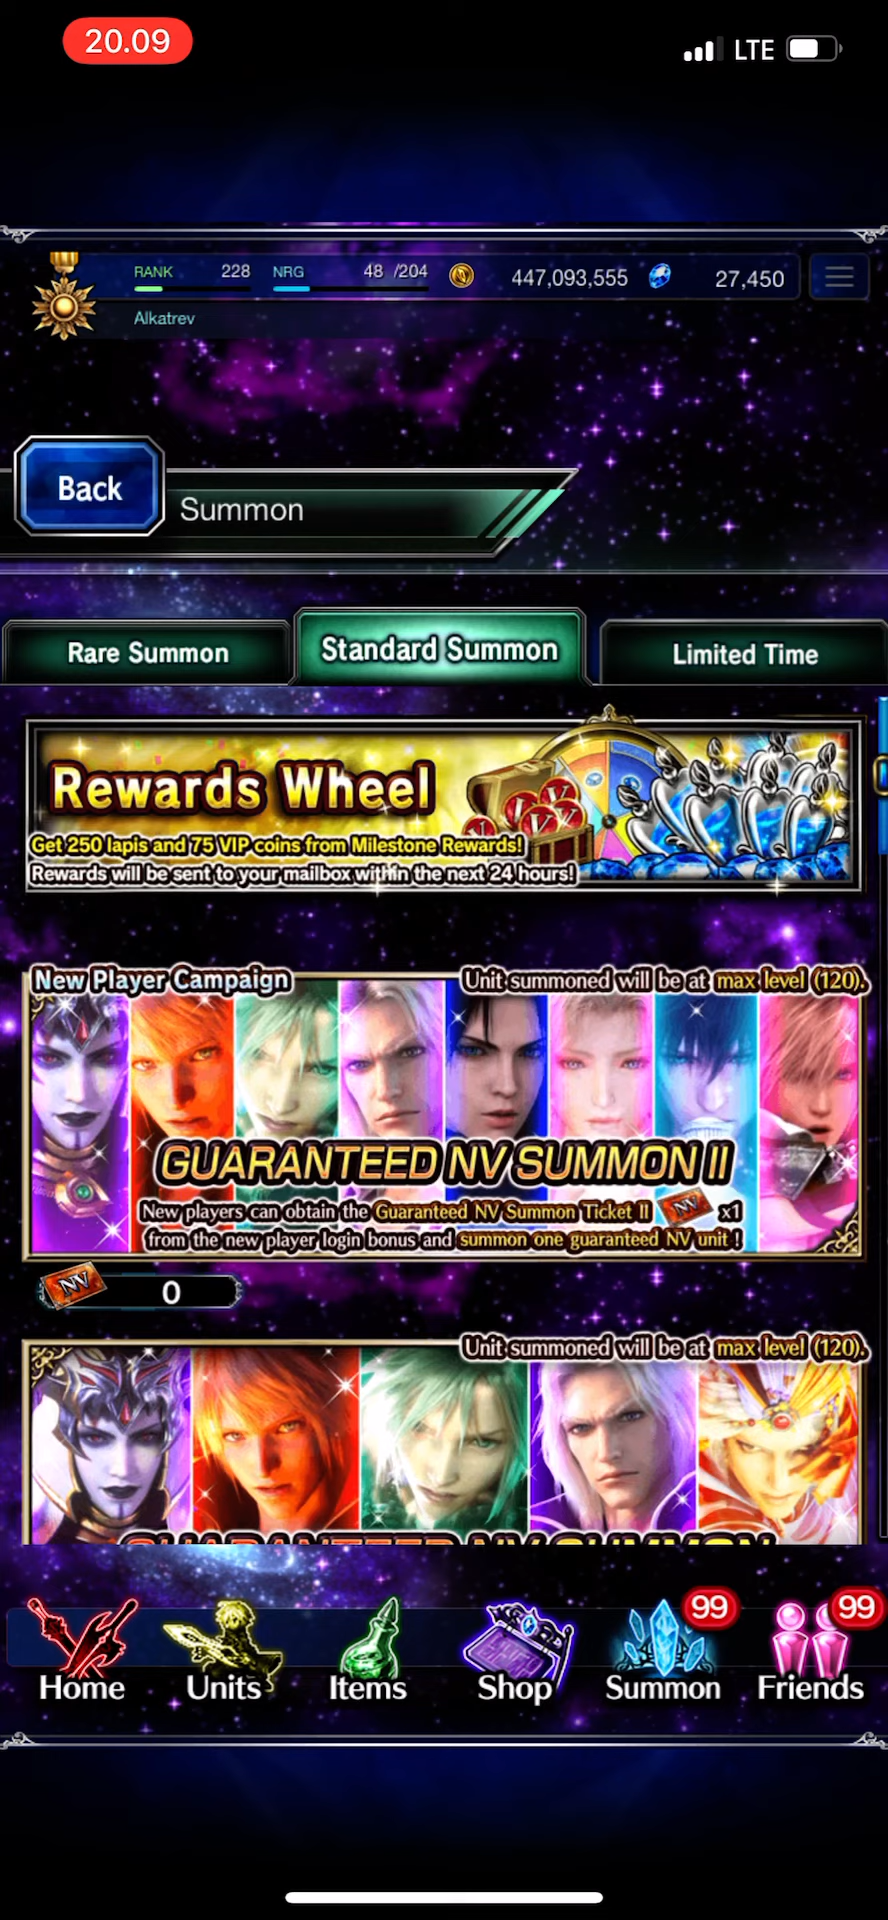 20.09
LTE
RANK 228 NRG 48 /204 447,093,555 27,450
Alkatrev
Back
Summon
Rare Summon
Standard Summon
Limited Time
Rewards Wheel
Get 250 lapis and 75 VIP coins from Milestone Rewards!
Rewards will be sent to your mailbox within the next 24 hours!
New Player Campaign
Unit summoned will be at max level (120).
GUARANTEED NV SUMMON II
New players can obtain the Guaranteed NV Summon Ticket II NV x1
from the new player login bonus and summon one guaranteed NV unit !
NV 0
Unit summoned will be at max level (120).
GUARANTEED NV SUMMON
99 99
Home Units Items Shop Summon Friends